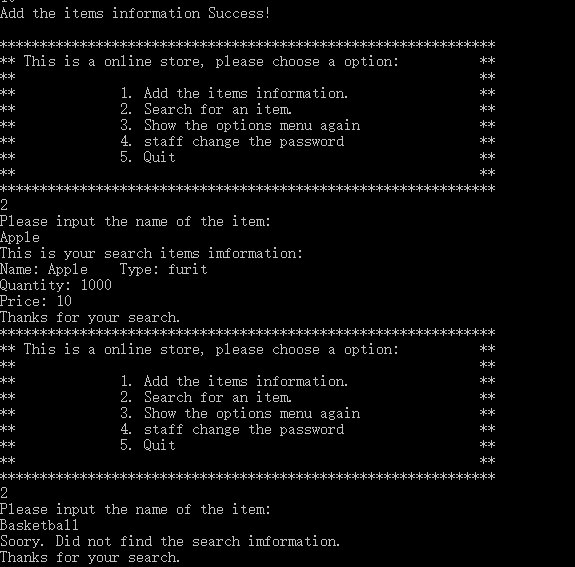 Add the items information Success!
*************************************************************
** This is a online store, please choose a option: **
** **
** 1. Add the items information. **
** 2. Search for an item. **
** 3. Show the options menu again **
** 4. staff change the password **
** 5. Quit **
** **
*************************************************************
2
Please input the name of the item:
Apple
This is your search items imformation:
Name: Apple Type: furit
Quantity: 1000
Price: 10
Thanks for your search.
*************************************************************
** This is a online store, please choose a option: **
** **
** 1. Add the items information. **
** 2. Search for an item. **
** 3. Show the options menu again **
** 4. staff change the password **
** 5. Quit **
** **
*************************************************************
2
Please input the name of the item:
Basketball
Soory. Did not find the search imformation.
Thanks for your search.